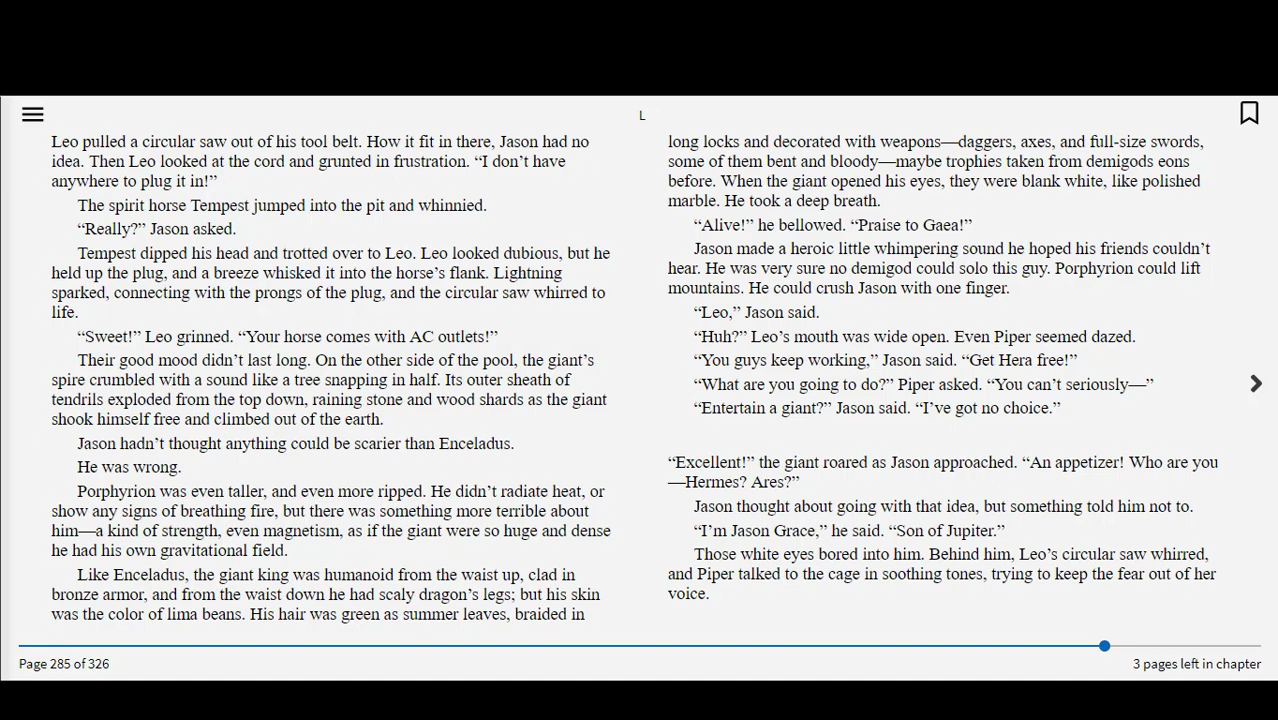 L
Leo pulled a circular saw out of his tool belt. How it fit in there, Jason had no
idea. Then Leo looked at the cord and grunted in frustration. “I don’t have
anywhere to plug it in!”
The spirit horse Tempest jumped into the pit and whinnied.
“Really?” Jason asked.
Tempest dipped his head and trotted over to Leo. Leo looked dubious, but he
held up the plug, and a breeze whisked it into the horse’s flank. Lightning
sparked, connecting with the prongs of the plug, and the circular saw whirred to
life.
“Sweet!” Leo grinned. “Your horse comes with AC outlets!”
Their good mood didn’t last long. On the other side of the pool, the giant’s
spire crumbled with a sound like a tree snapping in half. Its outer sheath of
tendrils exploded from the top down, raining stone and wood shards as the giant
shook himself free and climbed out of the earth.
Jason hadn’t thought anything could be scarier than Enceladus.
He was wrong.
Porphyrion was even taller, and even more ripped. He didn’t radiate heat, or
show any signs of breathing fire, but there was something more terrible about
him—a kind of strength, even magnetism, as if the giant were so huge and dense
he had his own gravitational field.
Like Enceladus, the giant king was humanoid from the waist up, clad in
bronze armor, and from the waist down he had scaly dragon’s legs; but his skin
was the color of lima beans. His hair was green as summer leaves, braided in
long locks and decorated with weapons—daggers, axes, and full-size swords,
some of them bent and bloody—maybe trophies taken from demigods eons
before. When the giant opened his eyes, they were blank white, like polished
marble. He took a deep breath.
“Alive!” he bellowed. “Praise to Gaea!”
Jason made a heroic little whimpering sound he hoped his friends couldn’t
hear. He was very sure no demigod could solo this guy. Porphyrion could lift
mountains. He could crush Jason with one finger.
“Leo,” Jason said.
“Huh?” Leo’s mouth was wide open. Even Piper seemed dazed.
“You guys keep working,” Jason said. “Get Hera free!”
“What are you going to do?” Piper asked. “You can’t seriously—”
“Entertain a giant?” Jason said. “I’ve got no choice.”
“Excellent!” the giant roared as Jason approached. “An appetizer! Who are you
—Hermes? Ares?”
Jason thought about going with that idea, but something told him not to.
“I’m Jason Grace,” he said. “Son of Jupiter.”
Those white eyes bored into him. Behind him, Leo’s circular saw whirred,
and Piper talked to the cage in soothing tones, trying to keep the fear out of her
voice.
Page 285 of 326
3 pages left in chapter